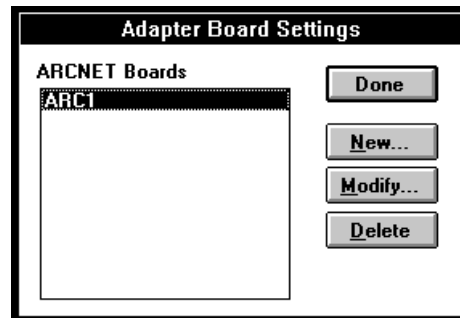 Adapter Board Settings
ARCNET Boards
ARC1
Done
New...
Modify...
Delete